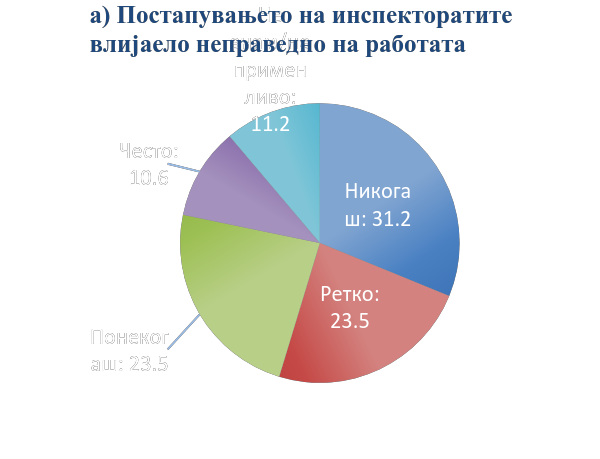 а) Постапувањето на инспекторатите
влијаело неправедно на работата
примен
ливо:
11.2
Често:
10.6
Никога
ш: 31.2
Ретко:
23.5
Понеког
аш: 23.5